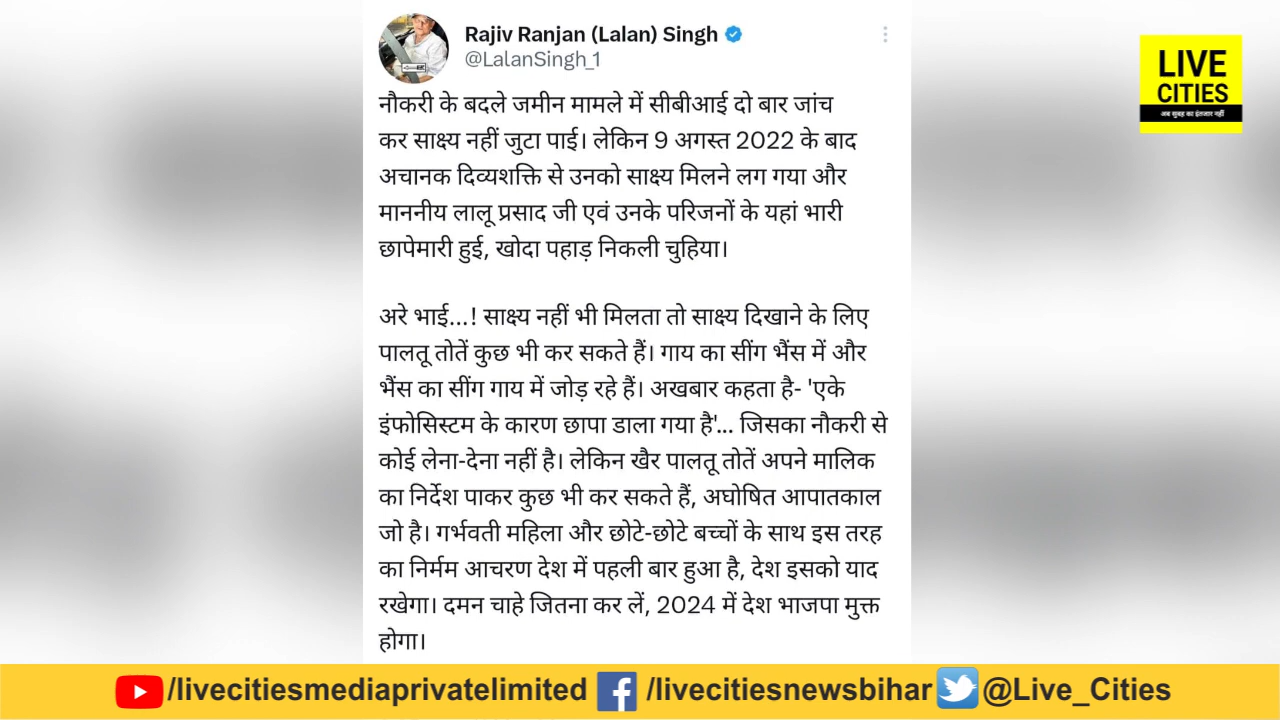 Rajiv Ranjan (Lalan) Singh
@LalanSingh_1
LIVE
CITIES
अब सुबह का इंतजार नहीं
नौकरी के बदले जमीन मामले में सीबीआई दो बार जांच
कर साक्ष्य नहीं जुटा पाई। लेकिन 9 अगस्त 2022 के बाद
अचानक दिव्यशक्ति से उनको साक्ष्य मिलने लग गया और
माननीय लालू प्रसाद जी एवं उनके परिजनों के यहां भारी
छापेमारी हुई, खोदा पहाड़ निकली चुहिया।
अरे भाई...! साक्ष्य नहीं भी मिलता तो साक्ष्य दिखाने के लिए
पालतू तोतें कुछ भी कर सकते हैं। गाय का सींग भैंस में और
भैंस का सींग गाय में जोड़ रहे हैं। अखबार कहता है- 'एके
इंफोसिस्टम के कारण छापा डाला गया है'... जिसका नौकरी से
कोई लेना-देना नहीं है। लेकिन खैर पालतू तोतें अपने मालिक
का निर्देश पाकर कुछ भी कर सकते हैं, अघोषित आपातकाल
जो है। गर्भवती महिला और छोटे-छोटे बच्चों के साथ इस तरह
का निर्मम आचरण देश में पहली बार हुआ है, देश इसको याद
रखेगा। दमन चाहे जितना कर लें, 2024 में देश भाजपा मुक्त
होगा।
/livecitiesmediaprivatelimited /livecitiesnewsbihar @Live_Cities